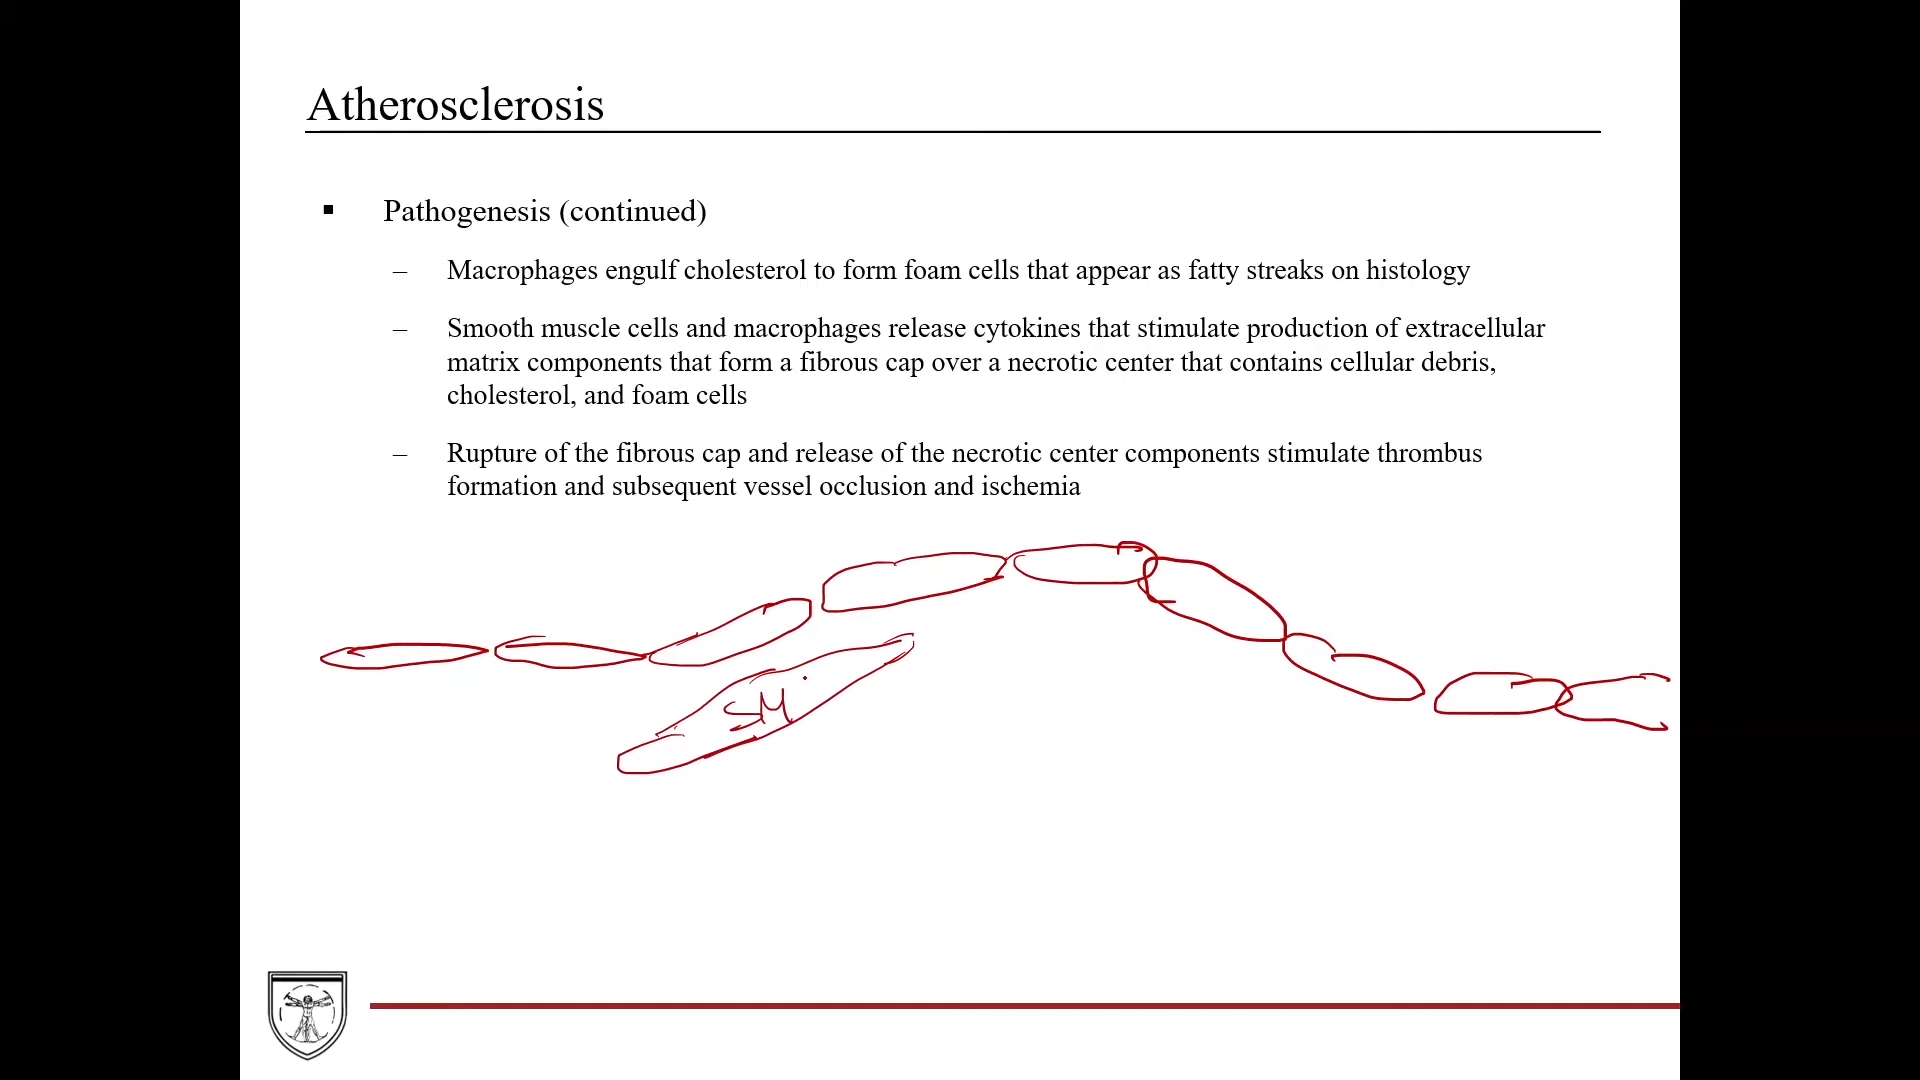 Atherosclerosis
▪ Pathogenesis (continued)
– Macrophages engulf cholesterol to form foam cells that appear as fatty streaks on histology
– Smooth muscle cells and macrophages release cytokines that stimulate production of extracellular
matrix components that form a fibrous cap over a necrotic center that contains cellular debris,
cholesterol, and foam cells
– Rupture of the fibrous cap and release of the necrotic center components stimulate thrombus
formation and subsequent vessel occlusion and ischemia
SM